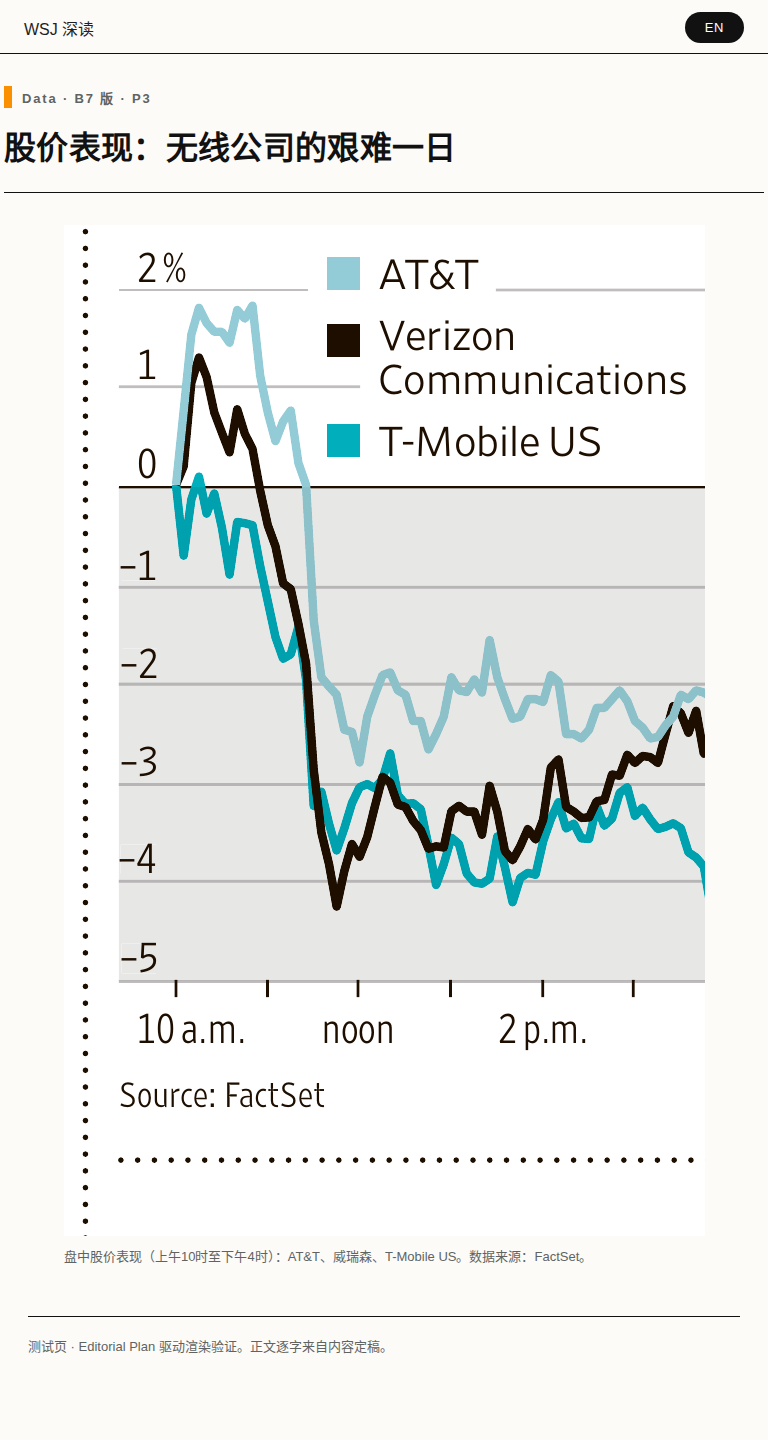 WSJ 深读
EN
Data · B7 版 · P3
股价表现：无线公司的艰难一日
2%
AT&T
Verizon
Communications
1
T-Mobile US
0
–1
–2
–3
–4
–5
10 a.m.
noon
2 p.m.
Source: FactSet
盘中股价表现（上午10时至下午4时）：AT&T、威瑞森、T-Mobile US。数据来源：FactSet。
测试页 · Editorial Plan 驱动渲染验证。正文逐字来自内容定稿。